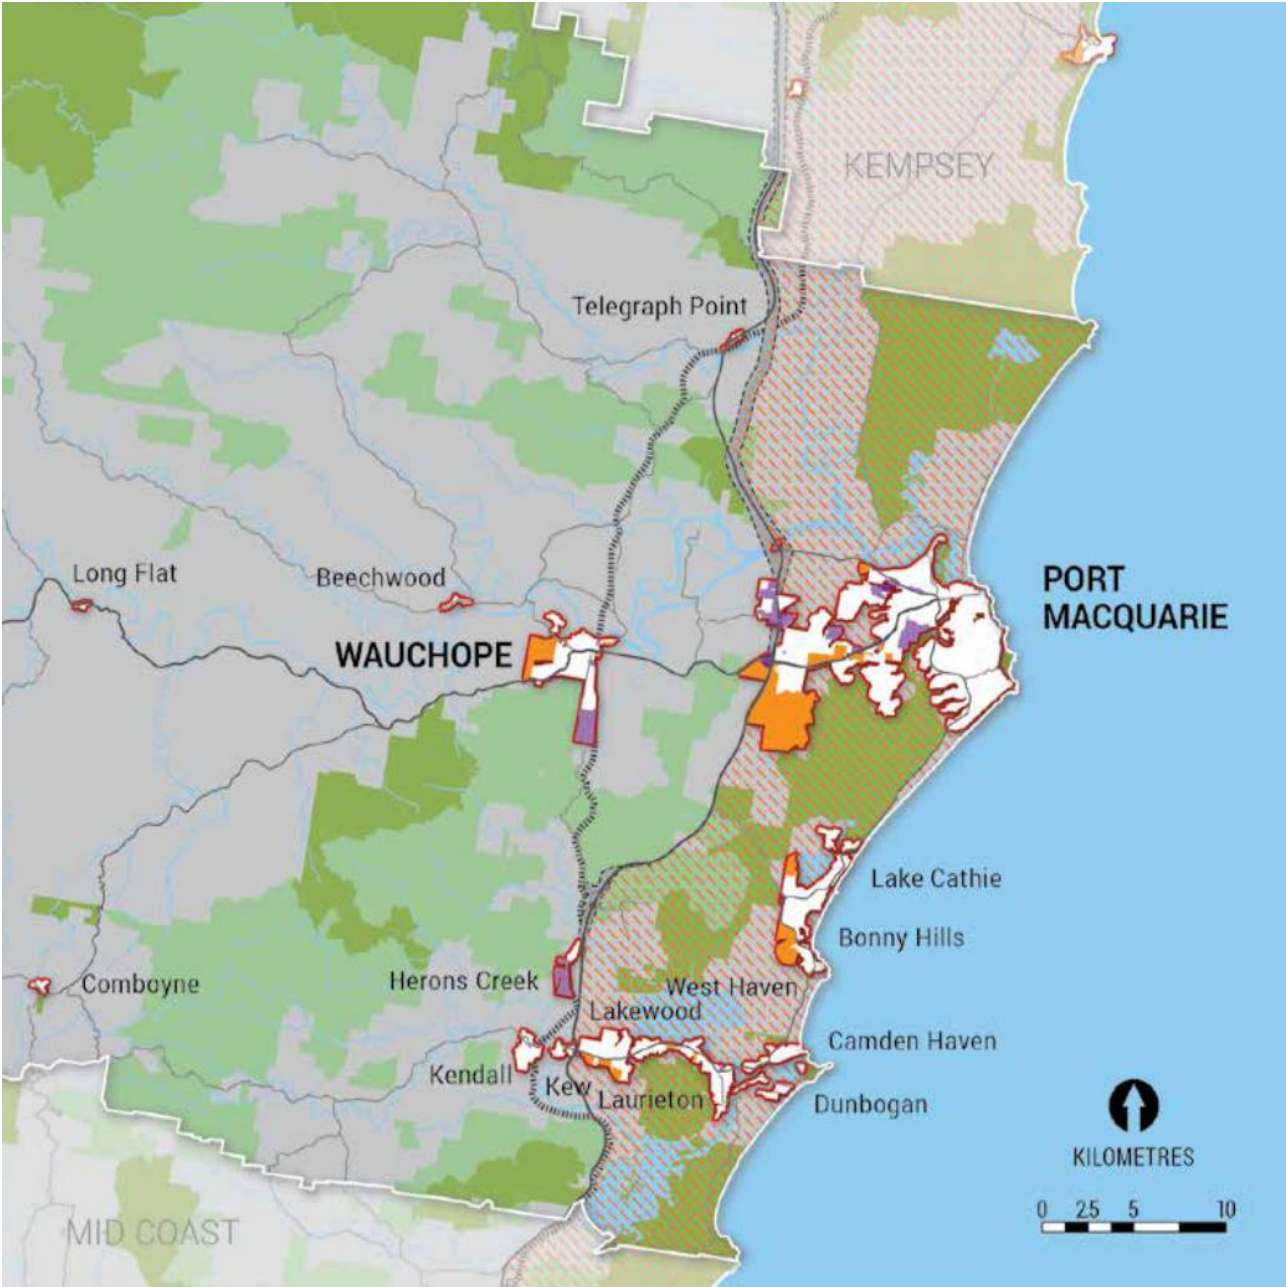 KEMPSEY
Telegraph Point
Long Flat
Beechwood
PORT
MACQUARIE
WAUCHOPE
Lake Cathie
Bonny Hills
Comboyne
Herons Creek
West Haven
Lakewood
Camden Haven
Kendall
Kew
Laurieton
Dunbogan
KILOMETRES
0 2.5 5 10
MID COAST